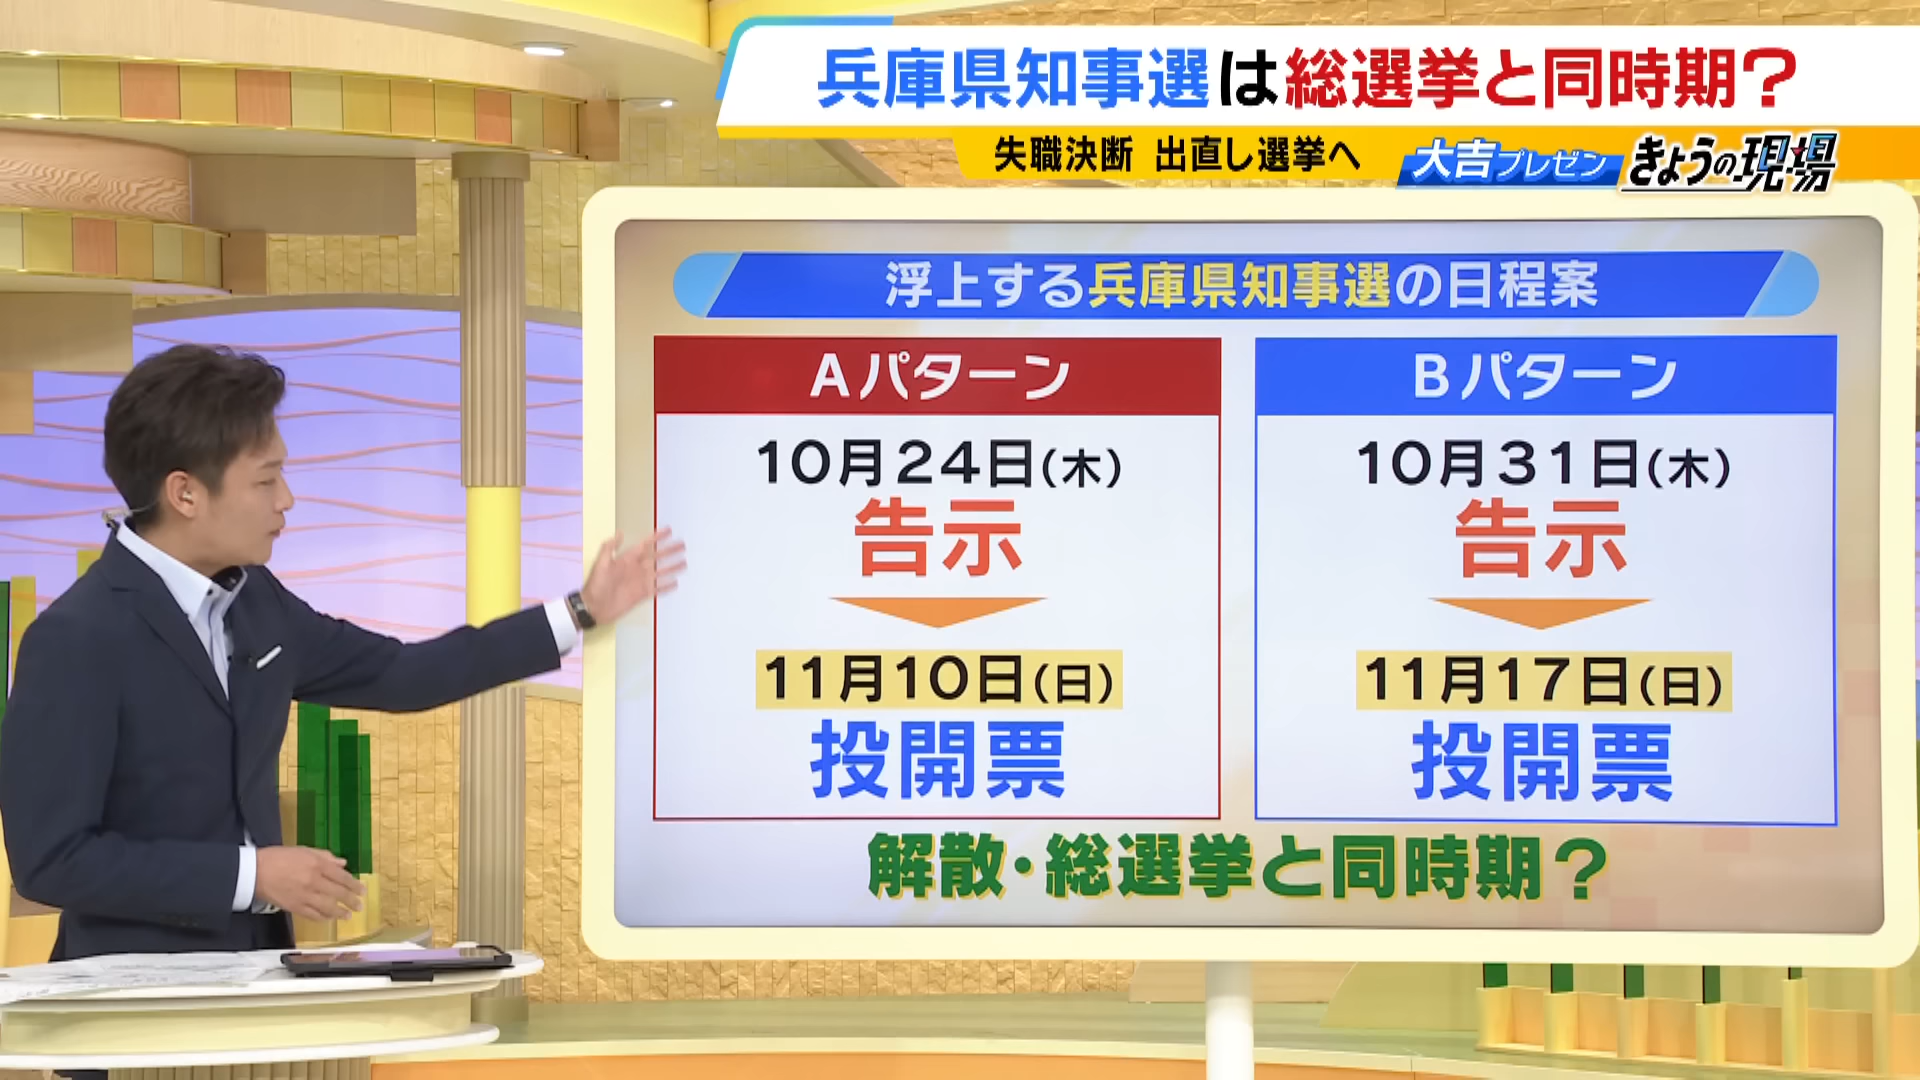 兵庫県知事選は総選挙と同時期?
失職決断 出直し選挙へ
大吉プレゼン
きょうの現場
浮上する兵庫県知事選の日程案
Aパターン
10月24日(木)
告示
11月10日(日)
投開票
Bパターン
10月31日(木)
告示
11月17日(日)
投開票
解散・総選挙と同時期?